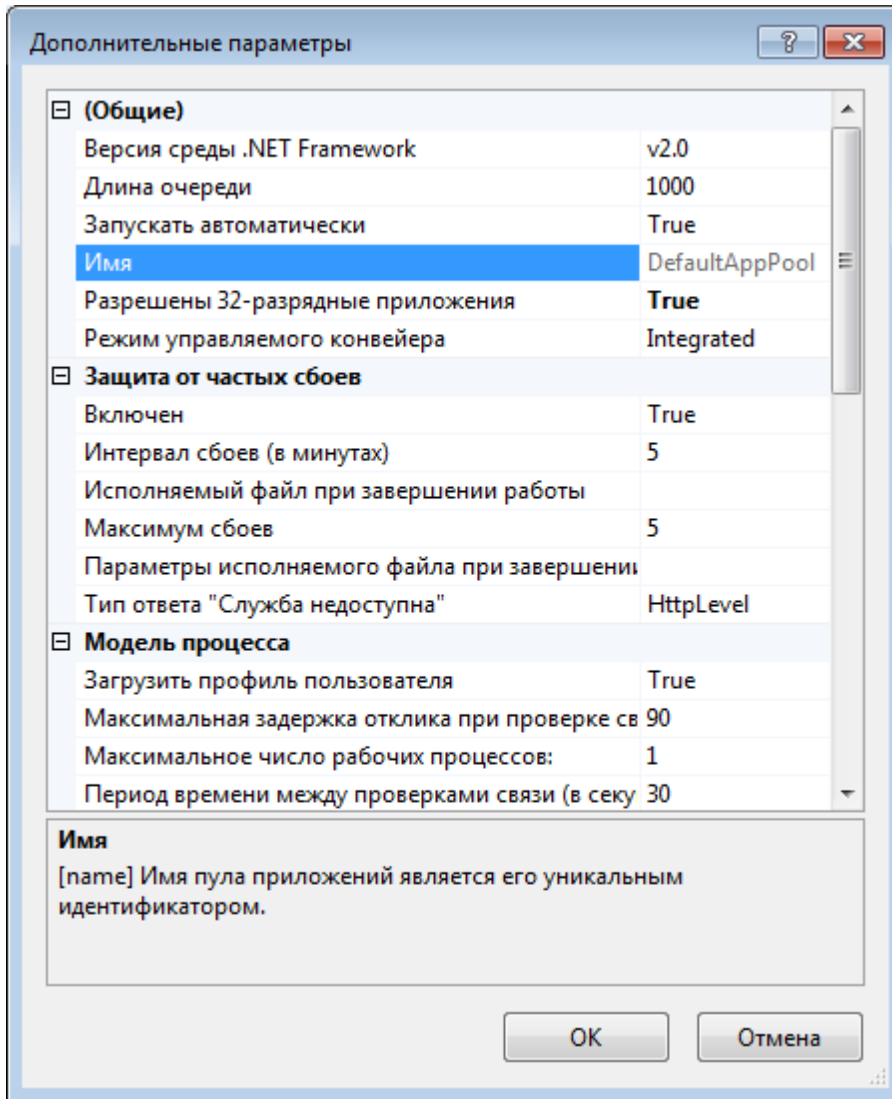 Дополнительные параметры
(Общие)
Версия среды .NET Framework v2.0
Длина очереди 1000
Запускать автоматически True
Имя DefaultAppPool
Разрешены 32-разрядные приложения True
Режим управляемого конвейера Integrated
Защита от частых сбоев
Включен True
Интервал сбоев (в минутах) 5
Исполняемый файл при завершении работы
Максимум сбоев 5
Параметры исполняемого файла при завершении
Тип ответа "Служба недоступна" HttpLevel
Модель процесса
Загрузить профиль пользователя True
Максимальная задержка отклика при проверке св 90
Максимальное число рабочих процессов: 1
Период времени между проверками связи (в секу 30
Имя
[name] Имя пула приложений является его уникальным
идентификатором.
ОК Отмена